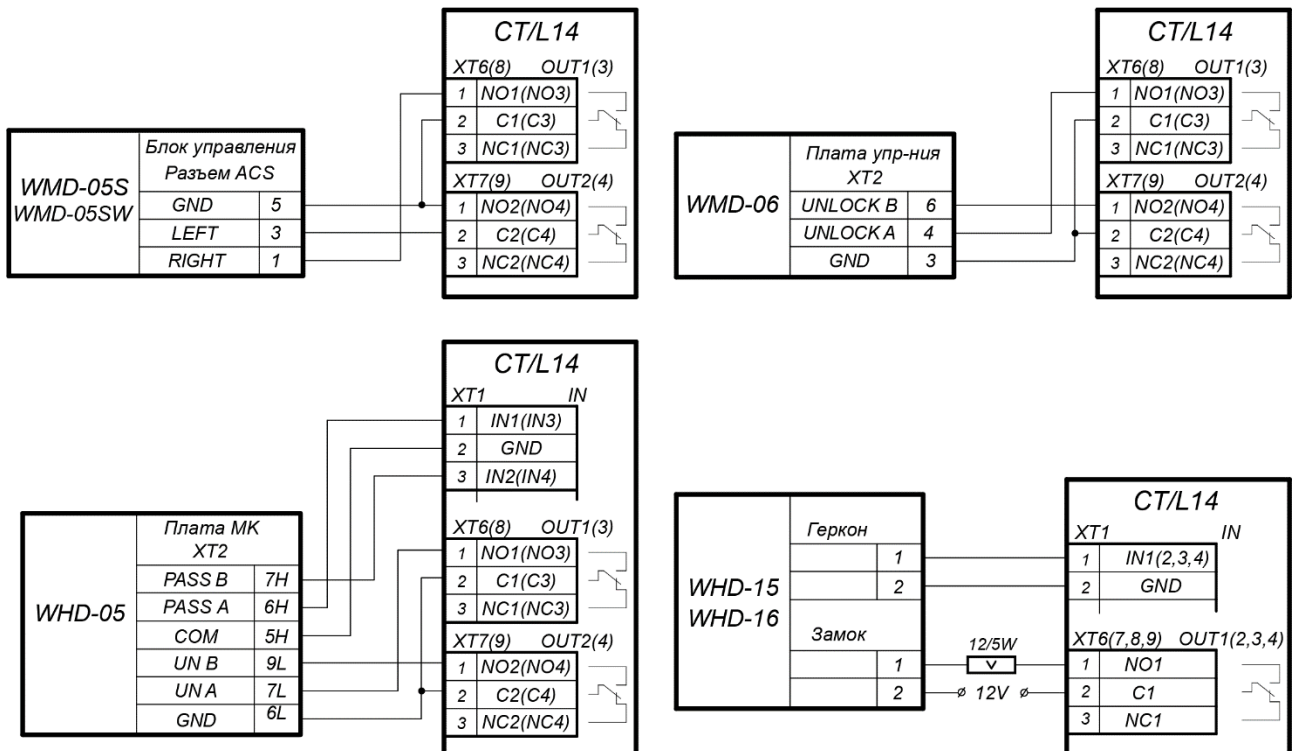 CT/L14
XT6(8) OUT1(3)
1 NO1(NO3)
2 C1(C3)
3 NC1(NC3)
XT7(9) OUT2(4)
1 NO2(NO4)
2 C2(C4)
3 NC2(NC4)
WMD-05S
WMD-05SW
Блок управления
Разъем ACS
GND 5
LEFT 3
RIGHT 1
CT/L14
XT6(8) OUT1(3)
1 NO1(NO3)
2 C1(C3)
3 NC1(NC3)
XT7(9) OUT2(4)
1 NO2(NO4)
2 C2(C4)
3 NC2(NC4)
WMD-06
Плата упр-ния
XT2
UNLOCK B 6
UNLOCK A 4
GND 3
CT/L14
XT1 IN
1 IN1(IN3)
2 GND
3 IN2(IN4)
XT6(8) OUT1(3)
1 NO1(NO3)
2 C1(C3)
3 NC1(NC3)
XT7(9) OUT2(4)
1 NO2(NO4)
2 C2(C4)
3 NC2(NC4)
WHD-05
Плата МК
XT2
PASS B 7H
PASS A 6H
COM 5H
UN B 9L
UN A 7L
GND 6L
WHD-15
WHD-16
Геркон
1
2
Замок
1
2
12/5W
V
12V
CT/L14
XT1 IN
1 IN1(2,3,4)
2 GND
XT6(7,8,9) OUT1(2,3,4)
1 NO1
2 C1
3 NC1